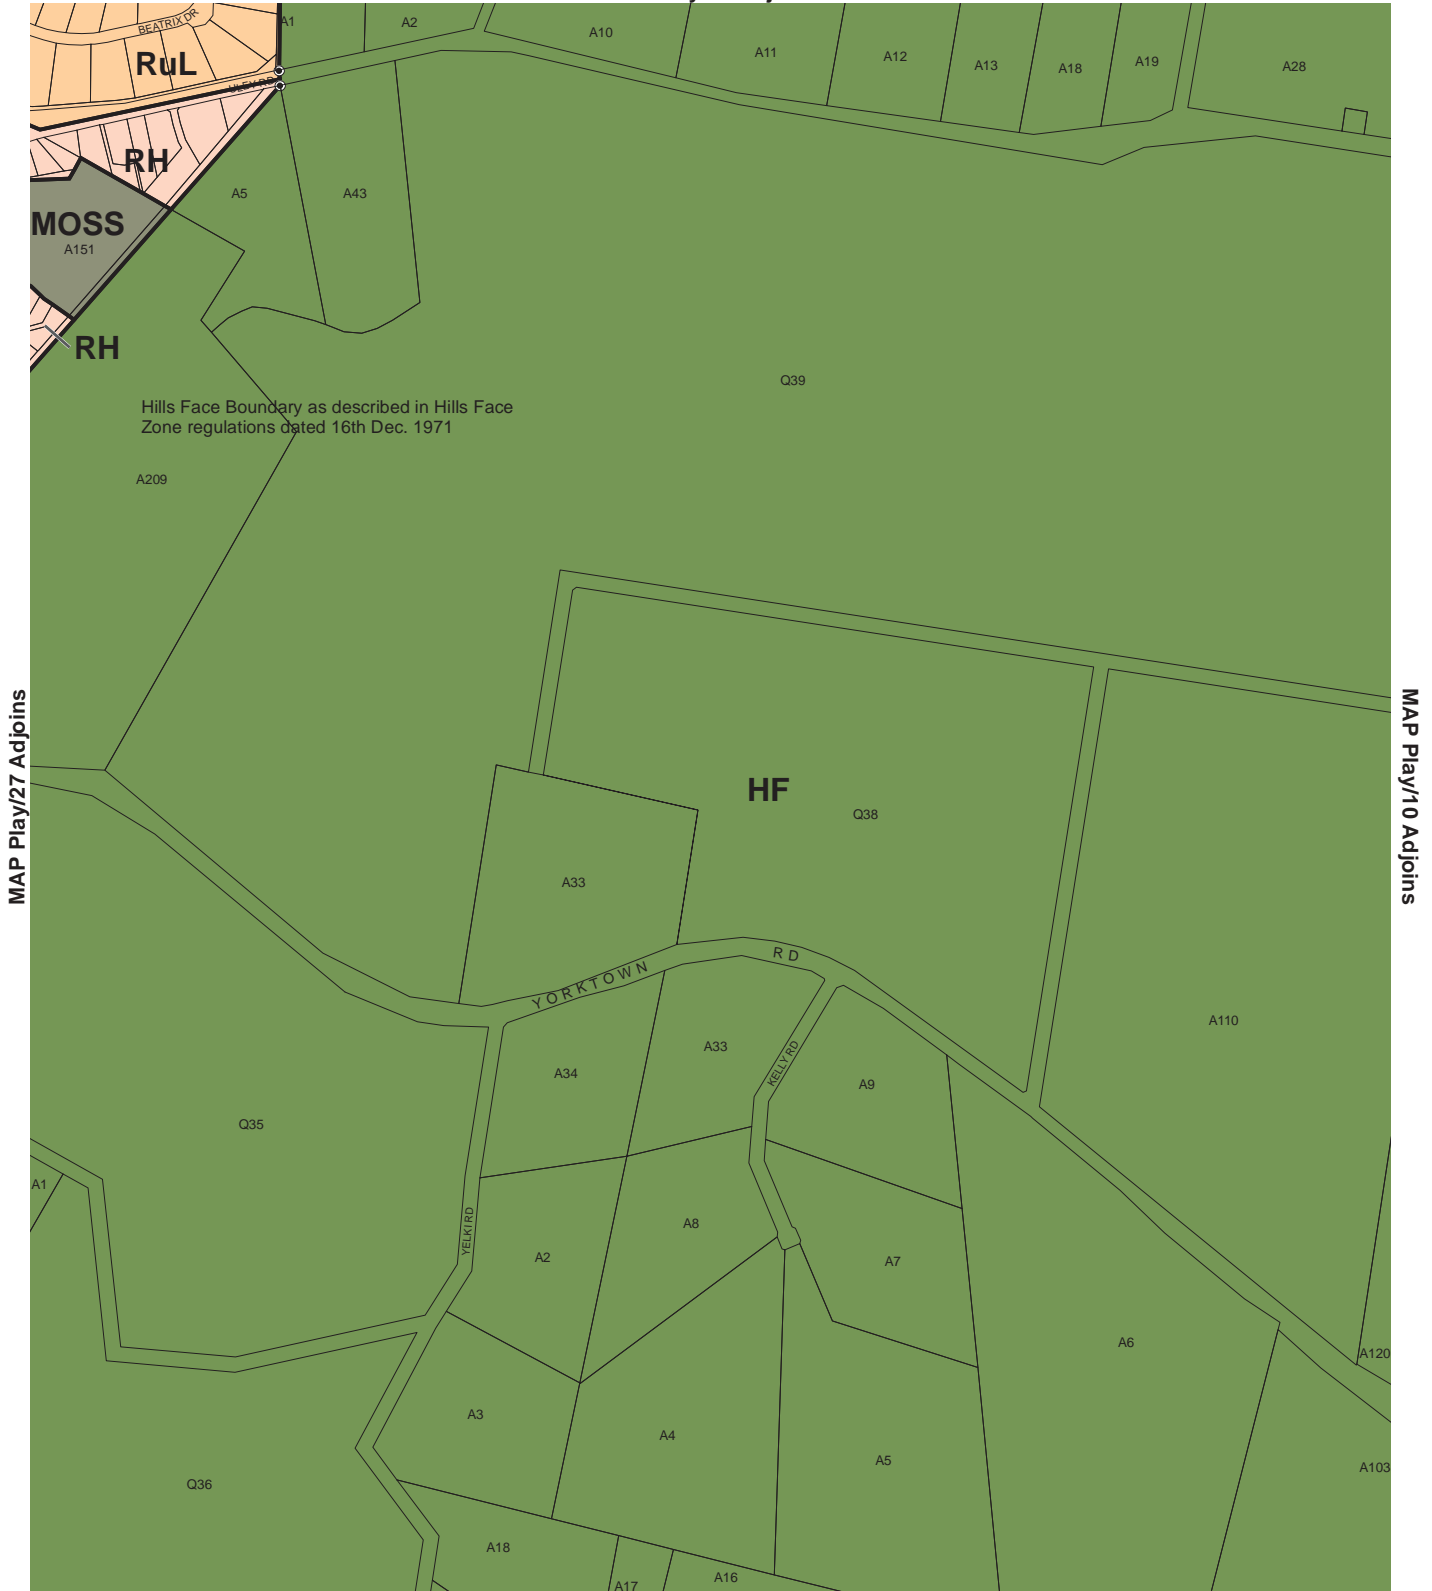 A1
A2
A10
A11
A12
A13
A18
A19
A28
BEATRIX DR
RuL
ULEY RD
RH
A5
A43
MOSS
A151
RH
Q39
Hills Face Boundary as described in Hills Face
Zone regulations dated 16th Dec. 1971
A209
MAP Play/27 Adjoins
MAP Play/10 Adjoins
HF
Q38
A33
YORKTOWN RD
A110
A34
A33
KELLY RD
A9
Q35
A1
YELKI RD
A2
A8
A7
A6
A120
A3
A4
A5
A103
Q36
A18
A17
A16